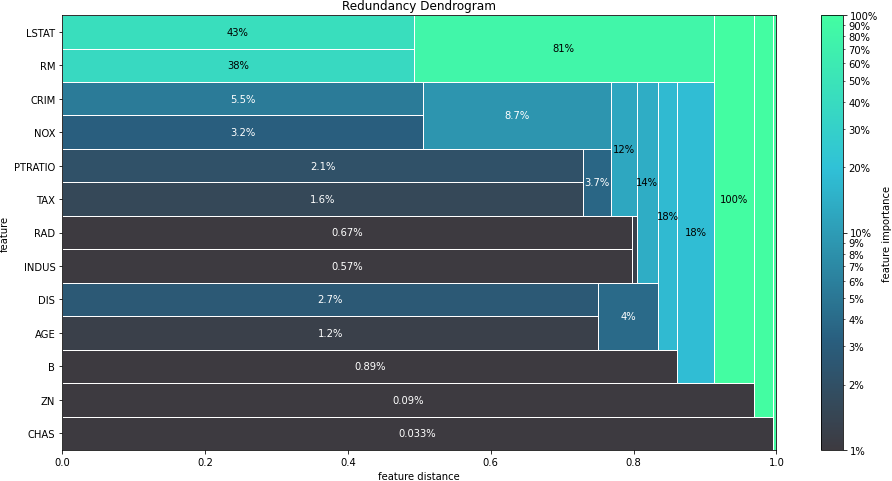 Redundancy Dendrogram
LSTAT
RM
CRIM
NOX
PTRATIO
TAX
RAD
INDUS
DIS
AGE
B
ZN
CHAS
feature
43%
38%
81%
5.5%
3.2%
8.7%
12%
2.1%
1.6%
3.7%
14%
18%
18%
100%
0.67%
0.57%
2.7%
1.2%
4%
0.89%
0.09%
0.033%
0.0
0.2
0.4
0.6
0.8
1.0
feature distance
100%
90%
80%
70%
60%
50%
40%
30%
20%
10%
9%
8%
7%
6%
5%
4%
3%
2%
1%
feature importance